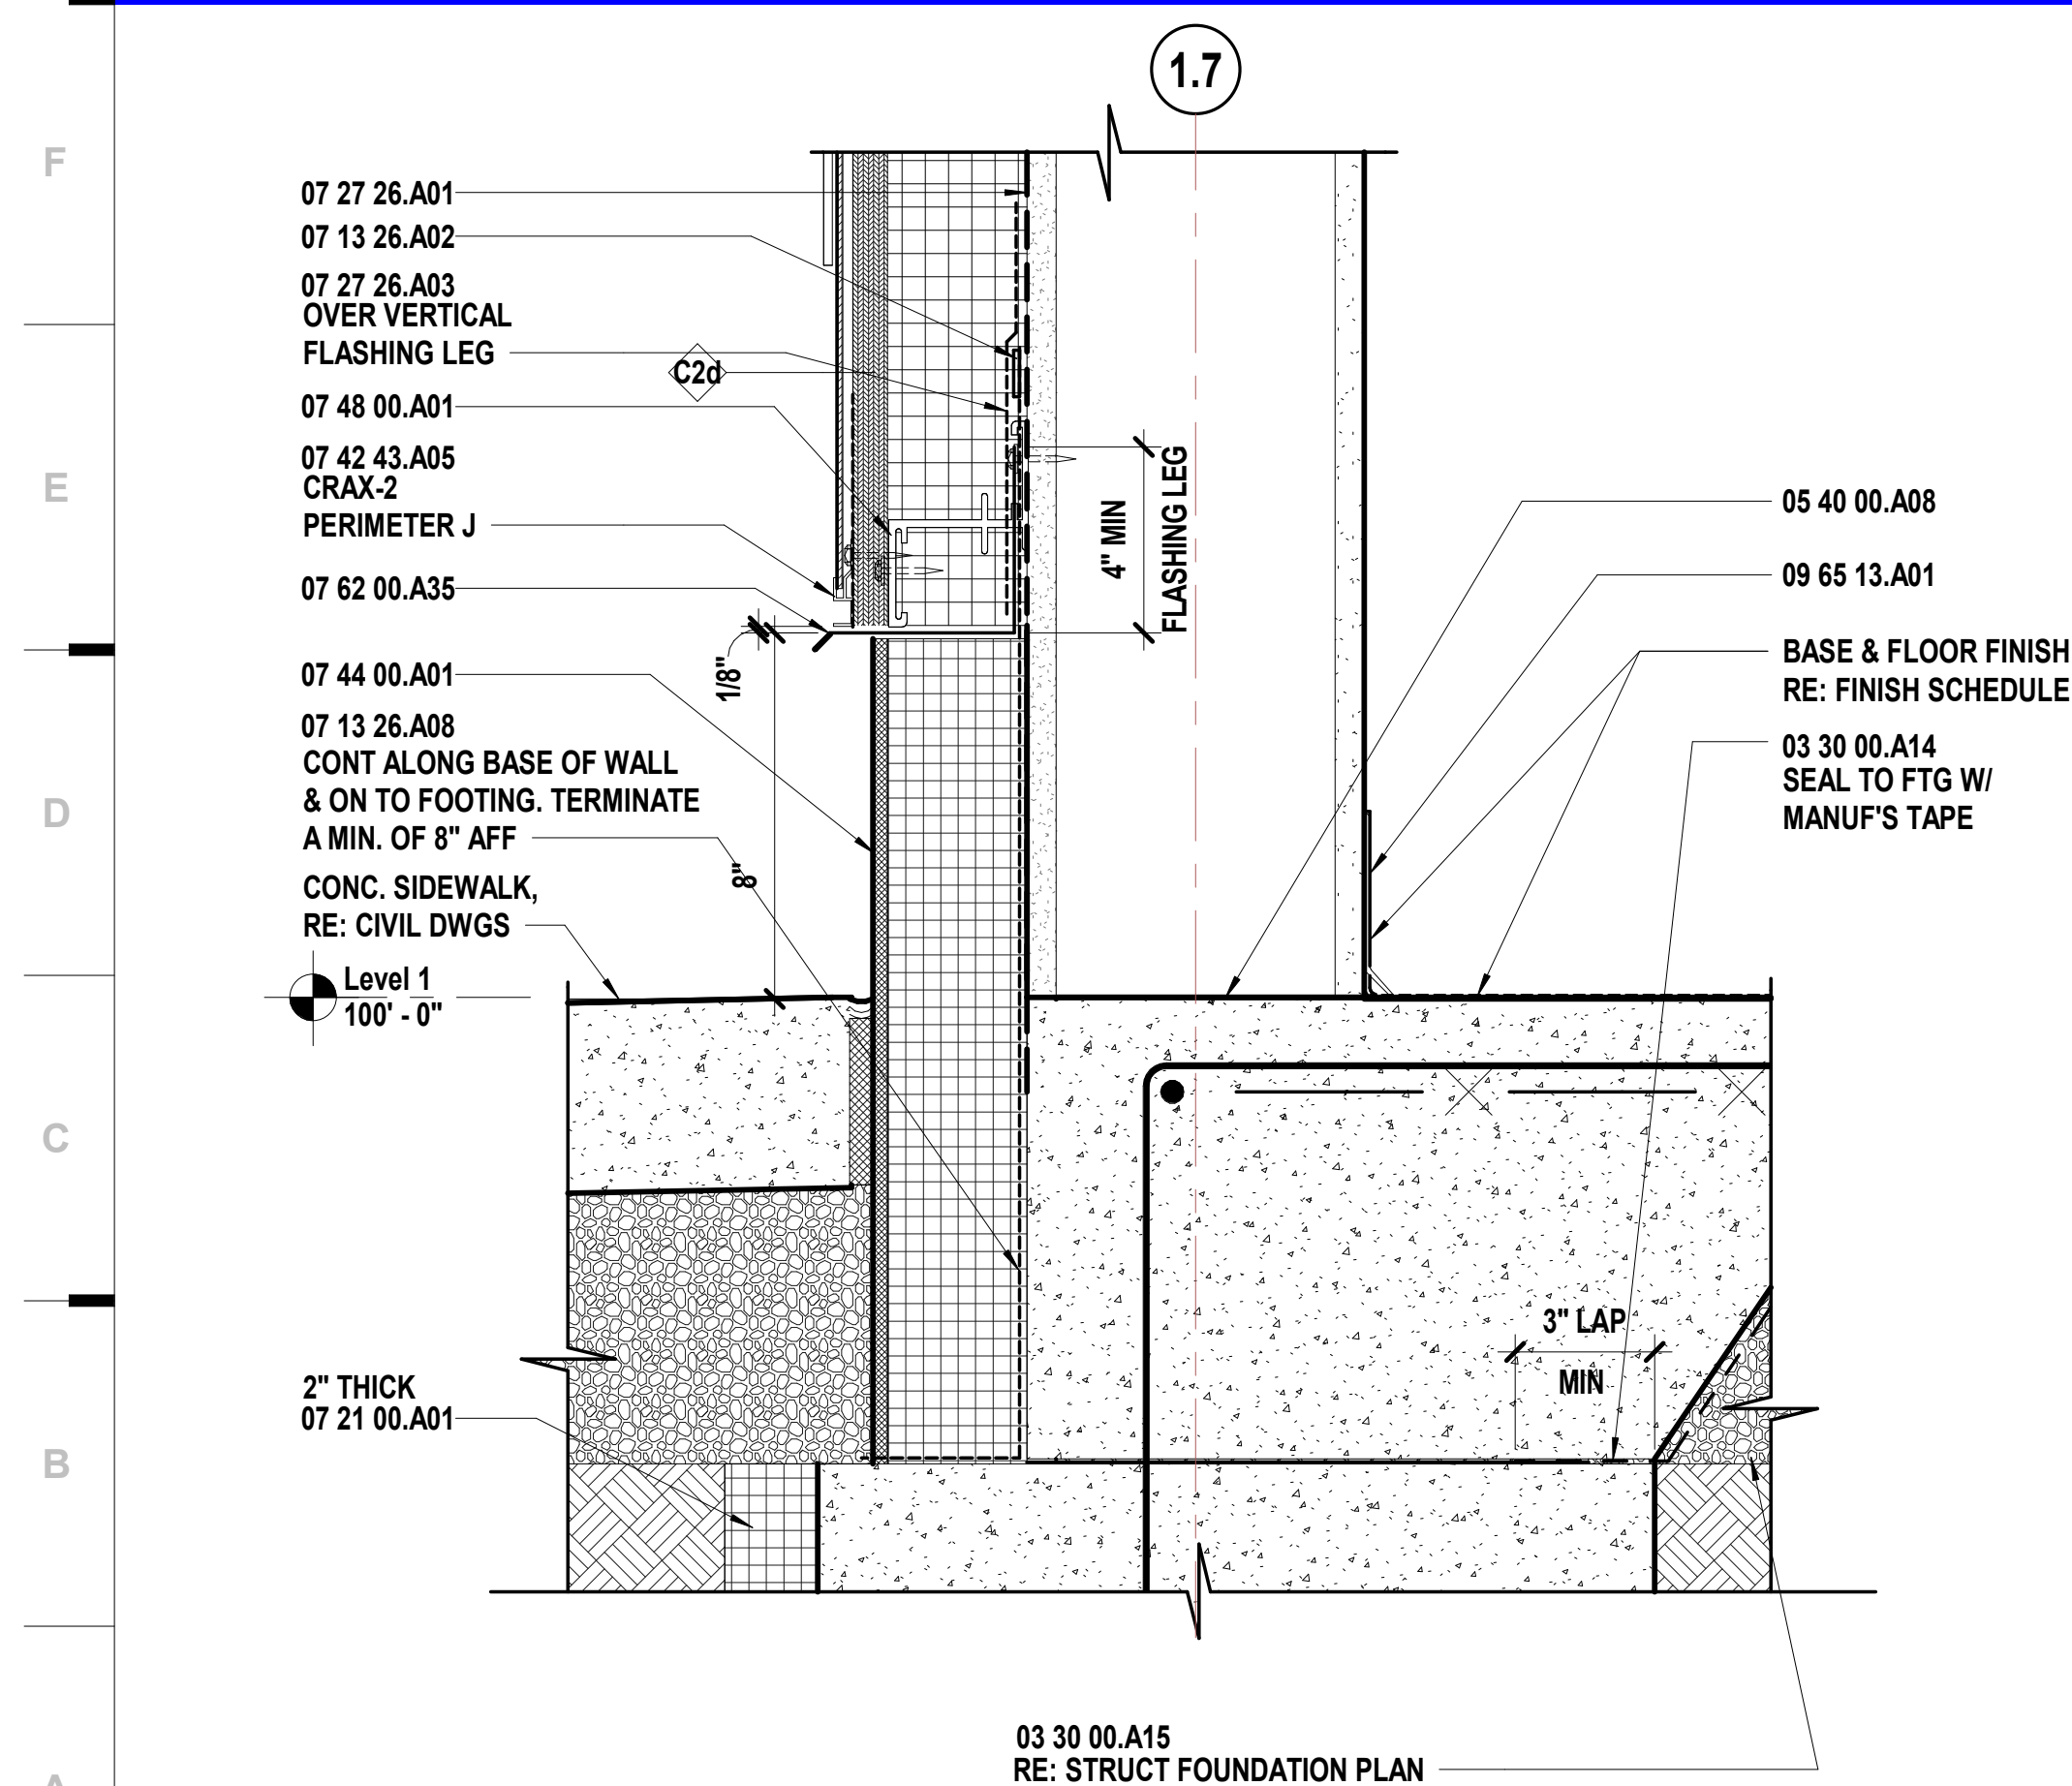 1.7
F
07 27 26.A01
07 13 26.A02
07 27 26.A03
OVER VERTICAL
FLASHING LEG
C2d
07 48 00.A01
E
07 42 43.A05
CRAX-2
PERIMETER J
4" MIN
FLASHING LEG
05 40 00.A08
09 65 13.A01
07 62 00.A35
1/8"
07 44 00.A01
BASE & FLOOR FINISH
RE: FINISH SCHEDULE
07 13 26.A08
CONT ALONG BASE OF WALL
& ON TO FOOTING. TERMINATE
A MIN. OF 8" AFF
03 30 00.A14
SEAL TO FTG W/
MANUF'S TAPE
D
8"
CONC. SIDEWALK,
RE: CIVIL DWGS
Level 1
100' - 0"
C
3" LAP
MIN
2" THICK
07 21 00.A01
B
03 30 00.A15
RE: STRUCT FOUNDATION PLAN
A